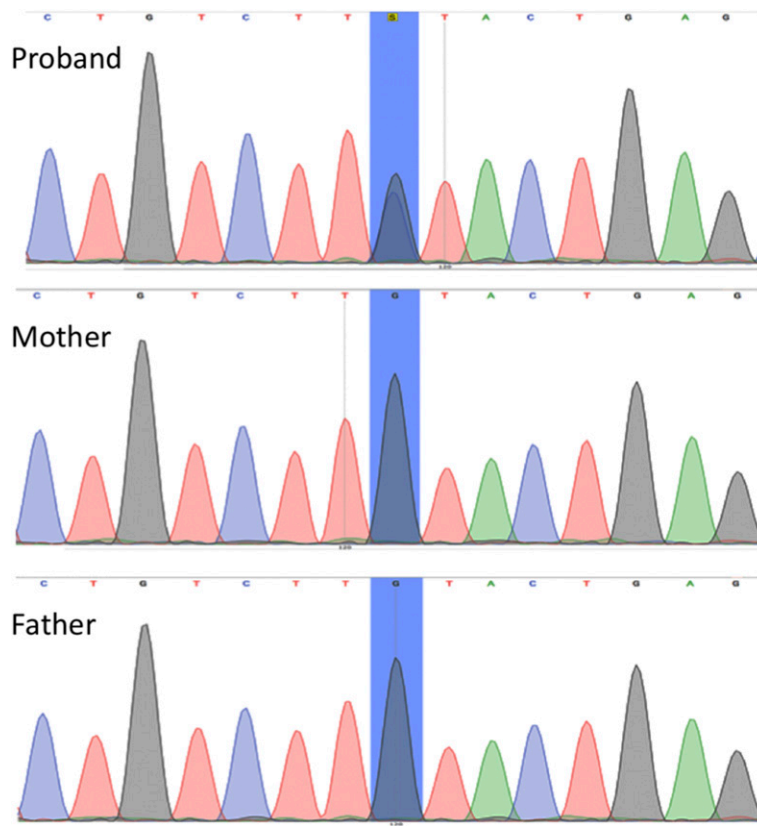 C T G T C T T S T A C T G A G
Proband
C T G T C T T G T A C T G A G
Mother
C T G T C T T G T A C T G A G
Father